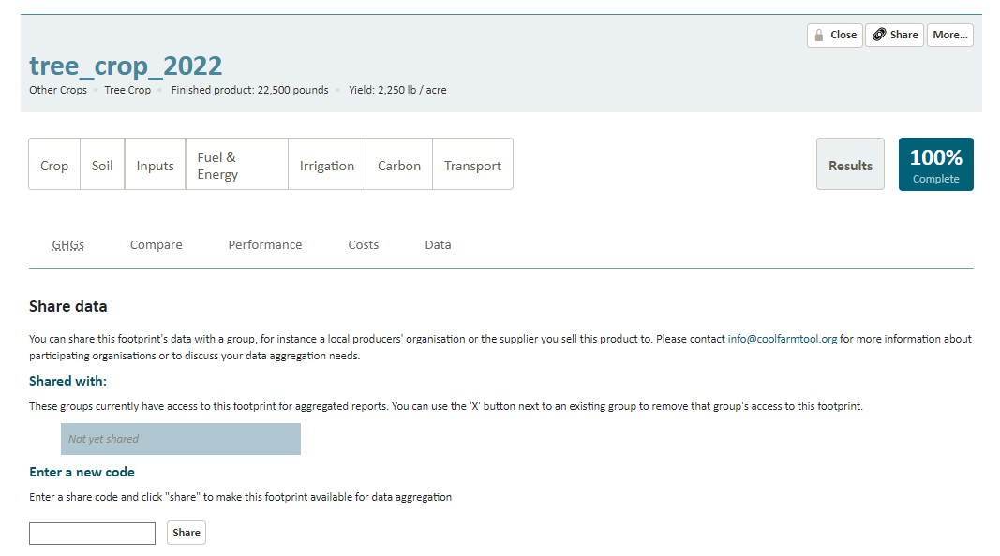 Close
Share
More...
tree_crop_2022
Other Crops • Tree Crop • Finished product: 22,500 pounds • Yield: 2,250 lb / acre
Crop
Soil
Inputs
Fuel &
Energy
Irrigation
Carbon
Transport
Results
100%
Complete
GHGs
Compare
Performance
Costs
Data
Share data
You can share this footprint's data with a group, for instance a local producers' organisation or the supplier you sell this product to. Please contact info@coolfarmtool.org for more information about
participating organisations or to discuss your data aggregation needs.
Shared with:
These groups currently have access to this footprint for aggregated reports. You can use the 'X' button next to an existing group to remove that group's access to this footprint.
Not yet shared
Enter a new code
Enter a share code and click "share" to make this footprint available for data aggregation
Share